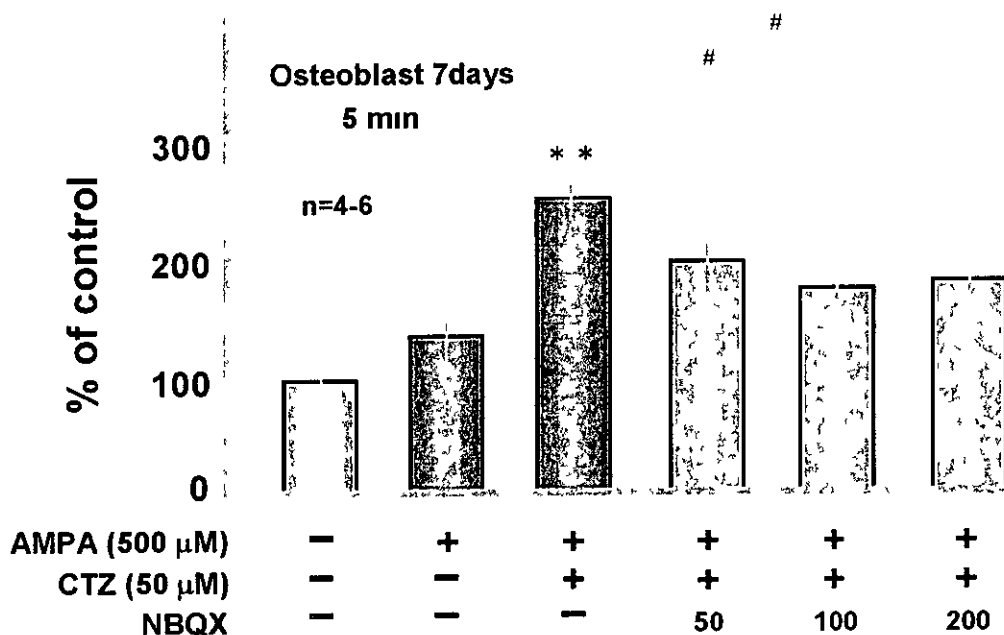 #
#
Osteoblast 7days
5 min
300
* *
n=4-6
200
% of control
100
0
AMPA (500 μM) − + + + + +
CTZ (50 μM) − − + + + +
NBQX − − − 50 100 200